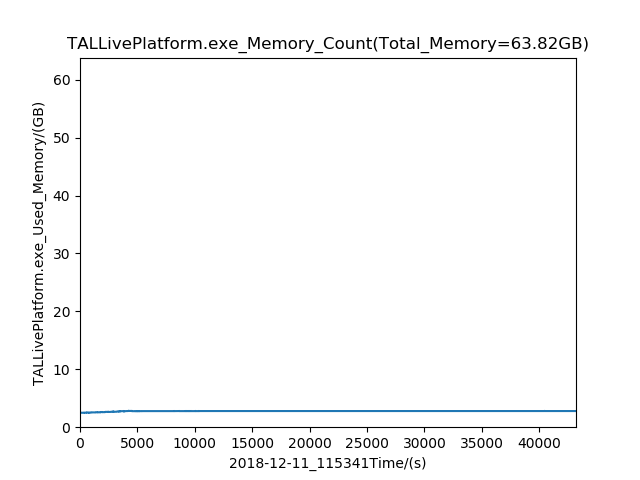 TALLivePlatform.exe_Memory_Count(Total_Memory=63.82GB)
TALLivePlatform.exe_Used_Memory/(GB)
60
50
40
30
20
10
0
0 5000 10000 15000 20000 25000 30000 35000 40000
2018-12-11_115341Time/(s)